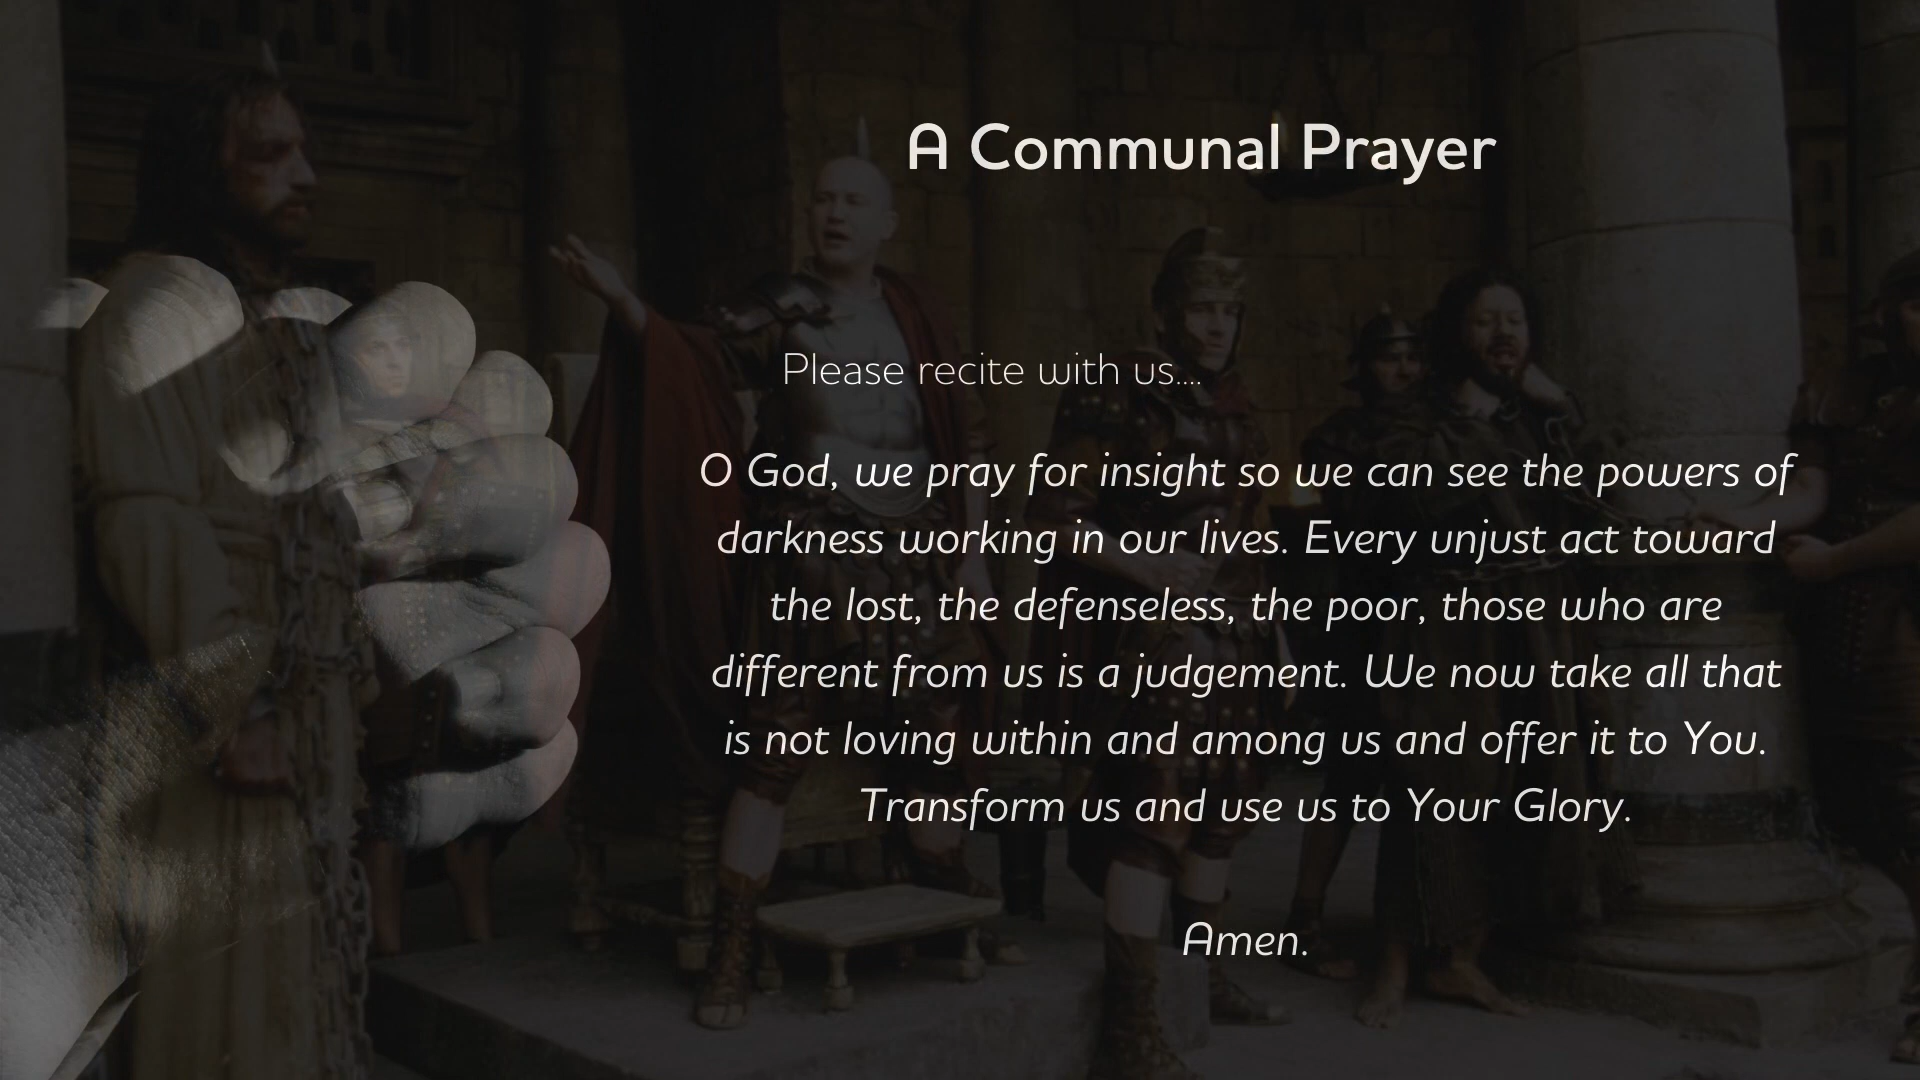 A Communal Prayer
Please recite with us....
O God, we pray for insight so we can see the powers of
darkness working in our lives. Every unjust act toward
the lost, the defenseless, the poor, those who are
different from us is a judgement. We now take all that
is not loving within and among us and offer it to You.
Transform us and use us to Your Glory.
Amen.